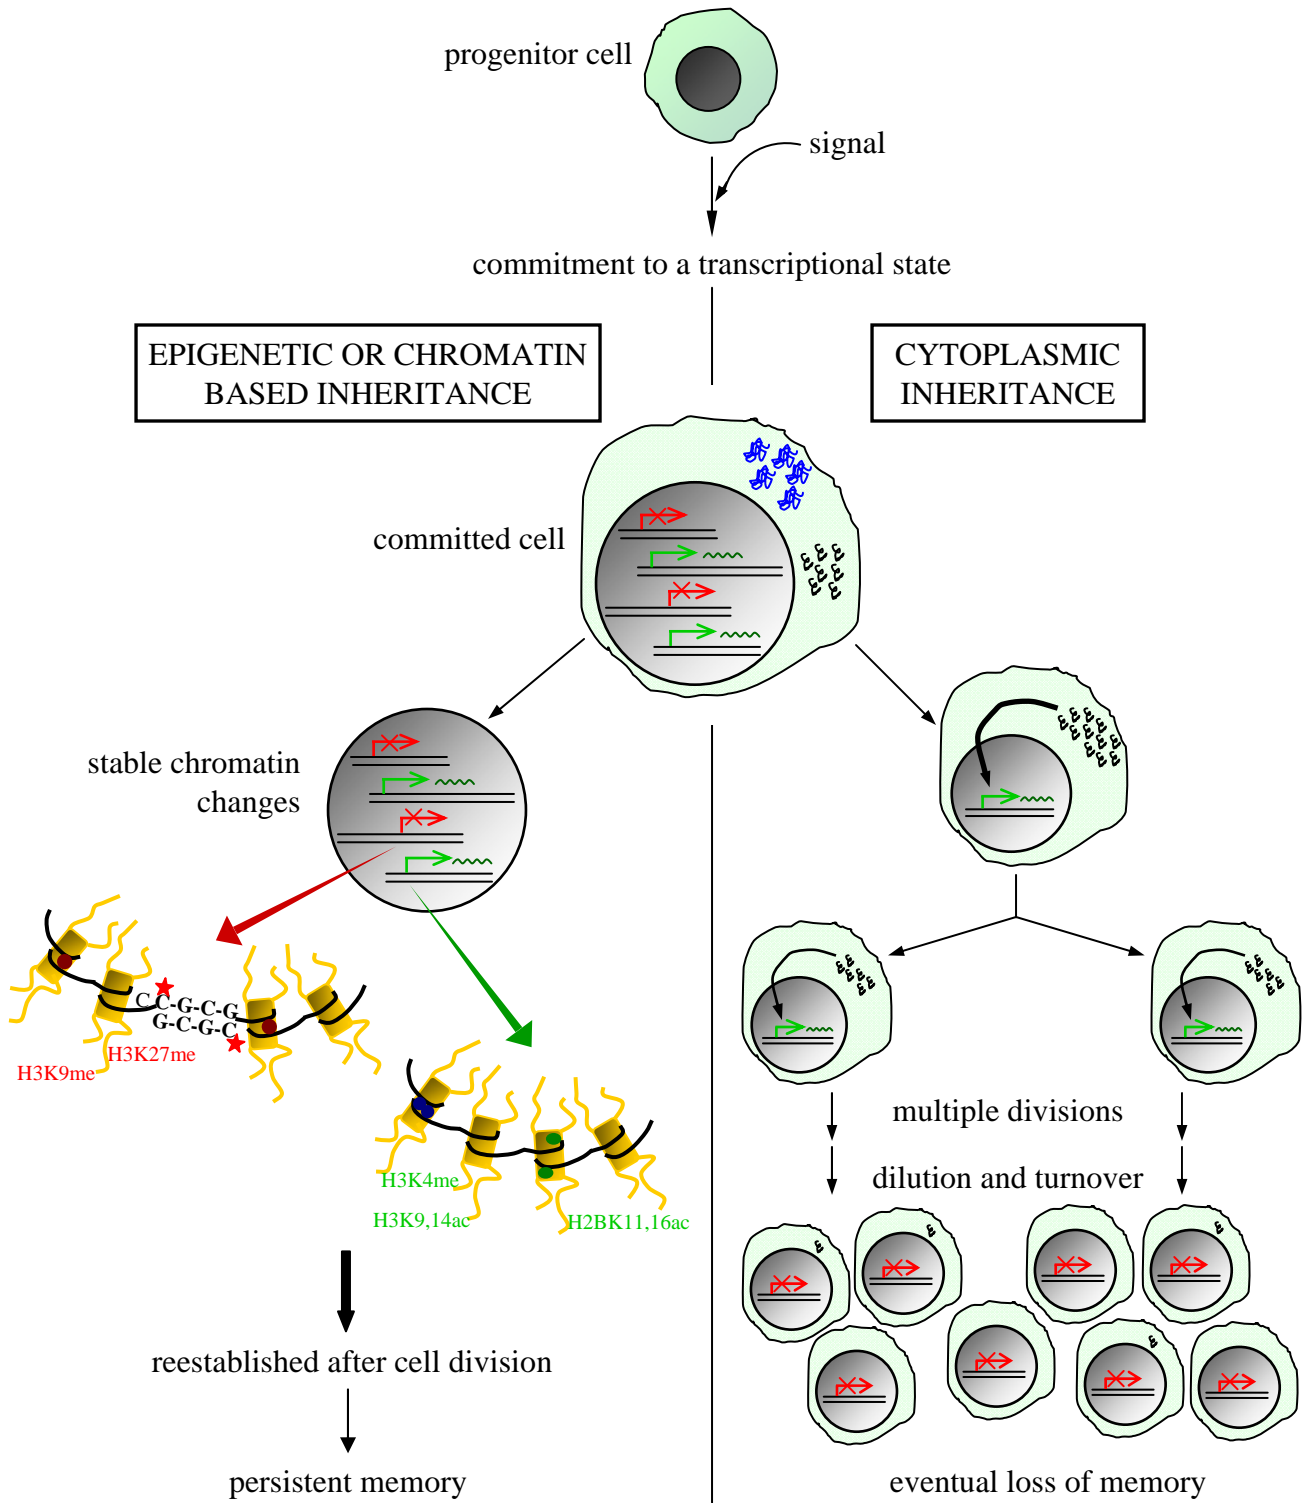 progenitor cell
signal
commitment to a transcriptional state
EPIGENETIC OR CHROMATIN
BASED INHERITANCE
CYTOPLASMIC
INHERITANCE
committed cell
stable chromatin
changes
CC-G-C-G
G-C-G-C
H3K27me
H3K9me
H3K4me
H3K9,14ac
H2BK11,16ac
multiple divisions
dilution and turnover
reestablished after cell division
persistent memory
eventual loss of memory